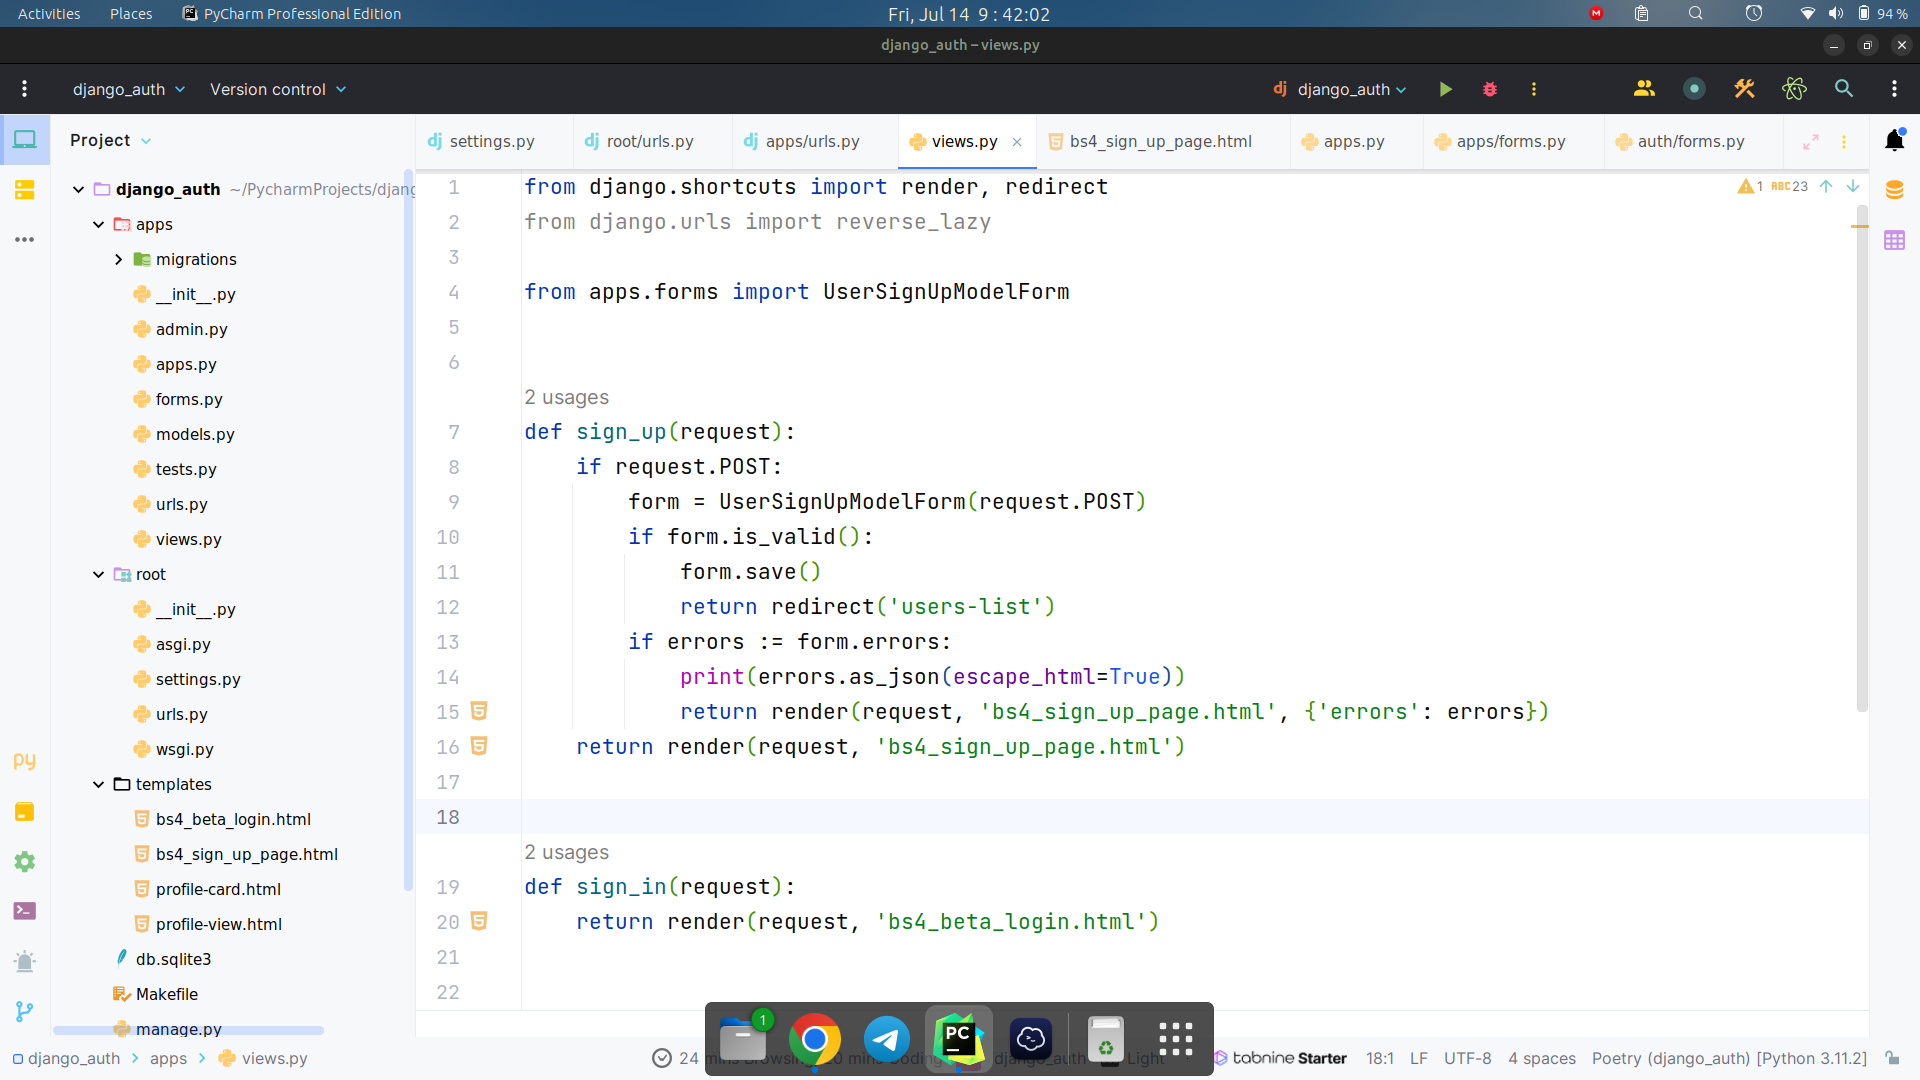 Activities Places PyCharm Professional Edition Fri, Jul 14 9 : 42:02 94 %
django_auth – views.py
django_auth Version control django_auth
Project
settings.py root/urls.py apps/urls.py views.py bs4_sign_up_page.html apps.py apps/forms.py auth/forms.py
django_auth ~/PycharmProjects/djang
apps
migrations
__init__.py
admin.py
apps.py
forms.py
models.py
tests.py
urls.py
views.py
root
__init__.py
asgi.py
settings.py
urls.py
wsgi.py
templates
bs4_beta_login.html
bs4_sign_up_page.html
profile-card.html
profile-view.html
db.sqlite3
Makefile
manage.py
1 ABC 23
1 from django.shortcuts import render, redirect
2 from django.urls import reverse_lazy
3
4 from apps.forms import UserSignUpModelForm
5
6
2 usages
7 def sign_up(request):
8 if request.POST:
9 form = UserSignUpModelForm(request.POST)
10 if form.is_valid():
11 form.save()
12 return redirect('users-list')
13 if errors := form.errors:
14 print(errors.as_json(escape_html=True))
15 return render(request, 'bs4_sign_up_page.html', {'errors': errors})
16 return render(request, 'bs4_sign_up_page.html')
17
18
2 usages
19 def sign_in(request):
20 return render(request, 'bs4_beta_login.html')
21
22
py
1
PC
django_auth apps views.py 24 tabnine Starter 18:1 LF UTF-8 4 spaces Poetry (django_auth) [Python 3.11.2]